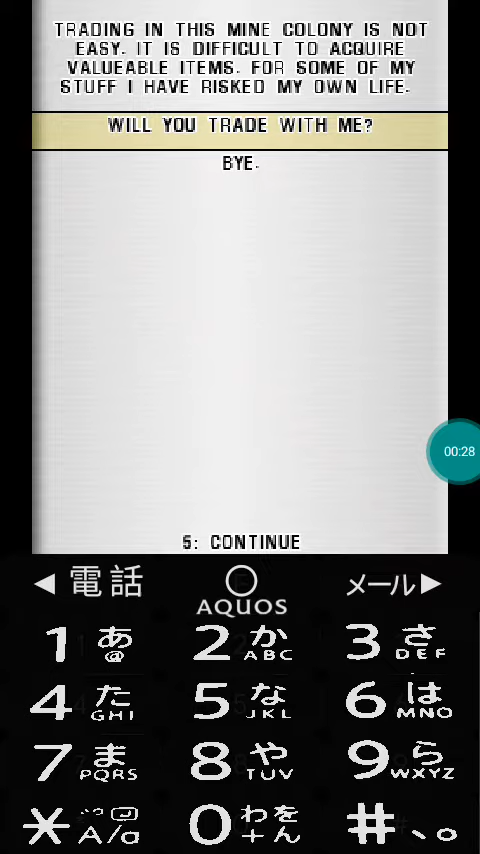 TRADING IN THIS MINE COLONY IS NOT
EASY. IT IS DIFFICULT TO ACQUIRE
VALUEABLE ITEMS. FOR SOME OF MY
STUFF I HAVE RISKED MY OWN LIFE.
WILL YOU TRADE WITH ME?
BYE.
00:28
5: CONTINUE
◀ 電話 メール▶
AQUOS
1 あ @ 2 か ABC 3 さ DEF
4 た GHI 5 な JKL 6 は MNO
7 ま PQRS 8 や TUV 9 ら WXYZ
* ゛゜ A/a 0 わをん + # 、。